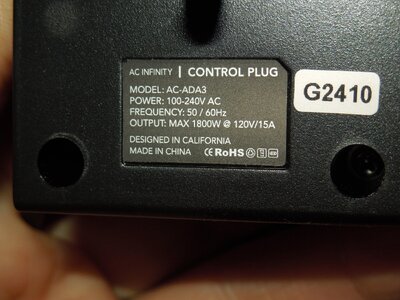 AC INFINITY | CONTROL PLUG
MODEL: AC-ADA3
POWER: 100-240V AC
FREQUENCY: 50 / 60Hz
OUTPUT: MAX 1800W @ 120V/15A
DESIGNED IN CALIFORNIA
MADE IN CHINA CE RoHS
G2410